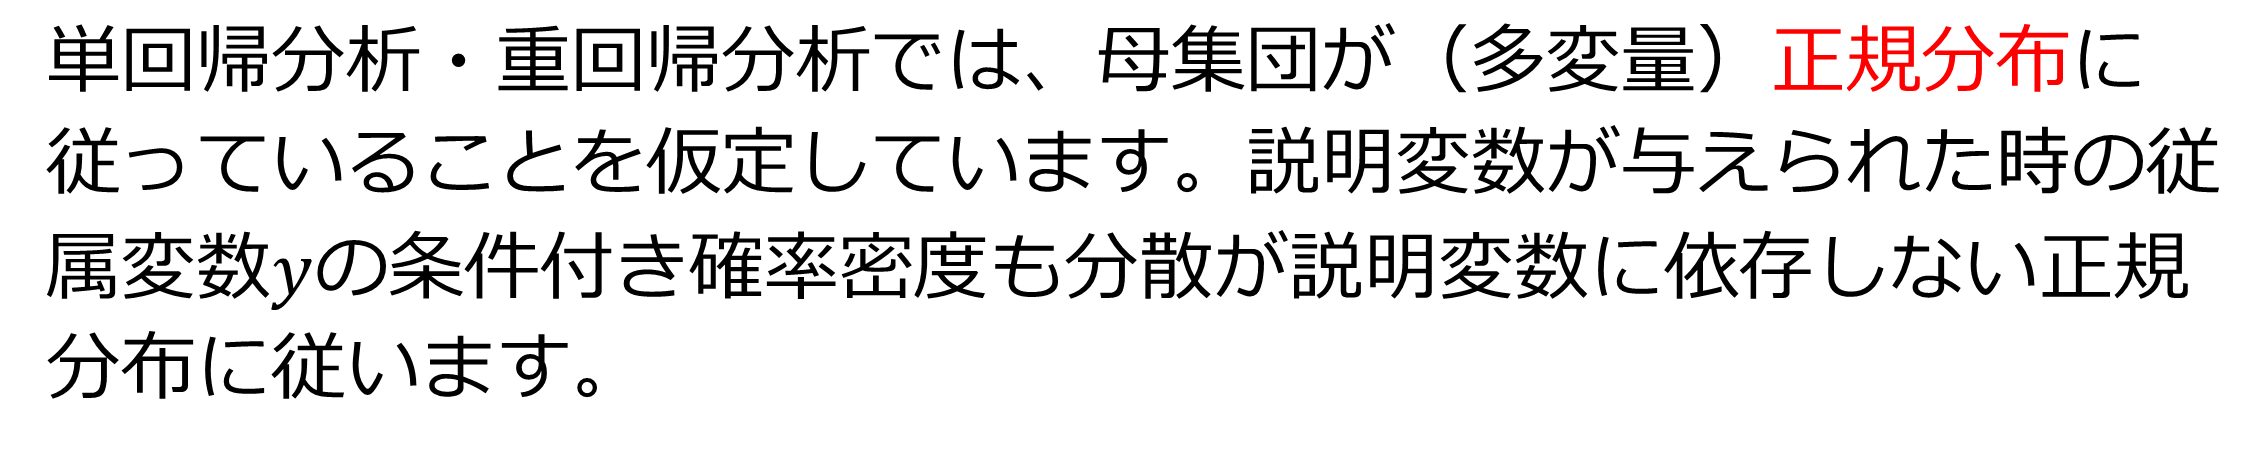 単回帰分析・重回帰分析では、母集団が（多変量）正規分布に
従っていることを仮定しています。説明変数が与えられた時の従
属変数yの条件付き確率密度も分散が説明変数に依存しない正規
分布に従います。